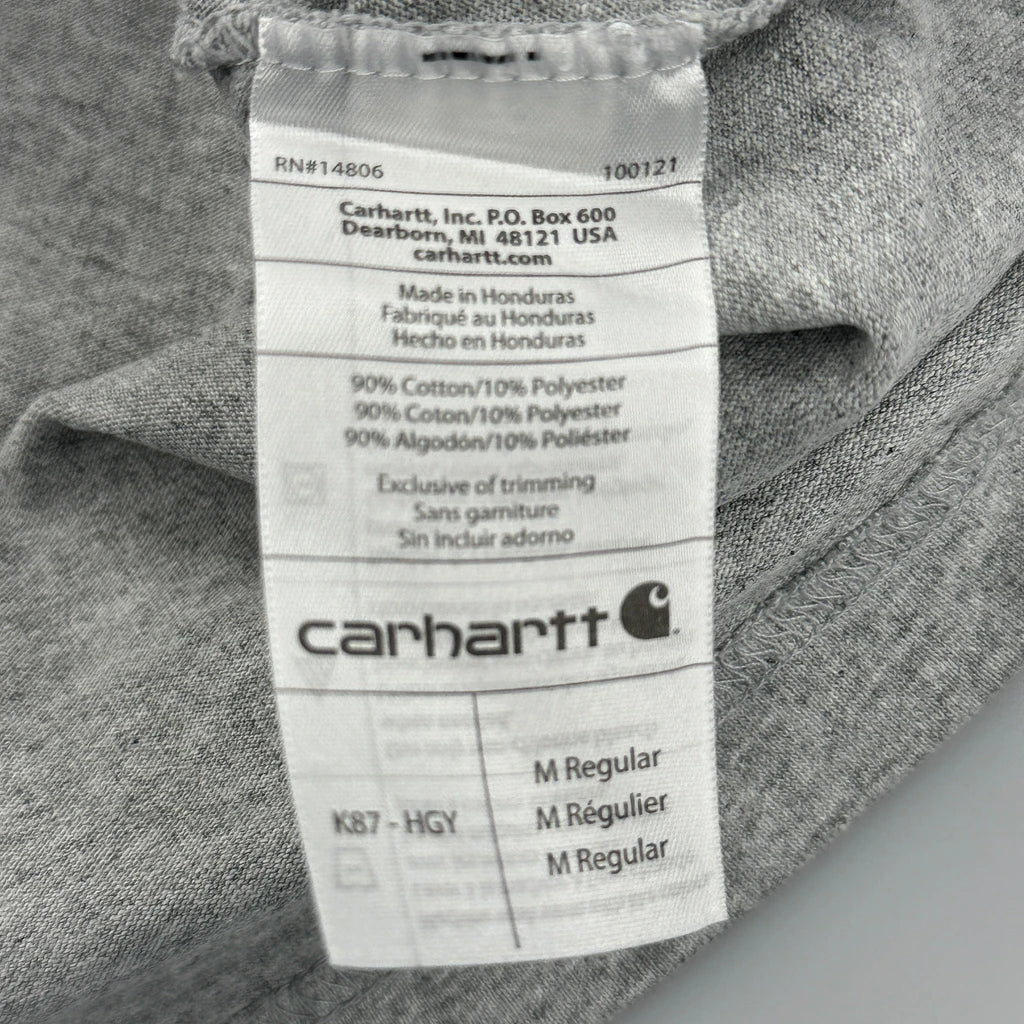 RN#14806 100121
Carhartt, Inc. P.O. Box 600
Dearborn, MI 48121 USA
carhartt.com
Made in Honduras
Fabriqué au Honduras
Hecho en Honduras
90% Cotton/10% Polyester
90% Coton/10% Polyester
90% Algodón/10% Poliéster
Exclusive of trimming
Sans garniture
Sin incluir adorno
carhartt
K87 - HGY
M Regular
M Régulier
M Regular